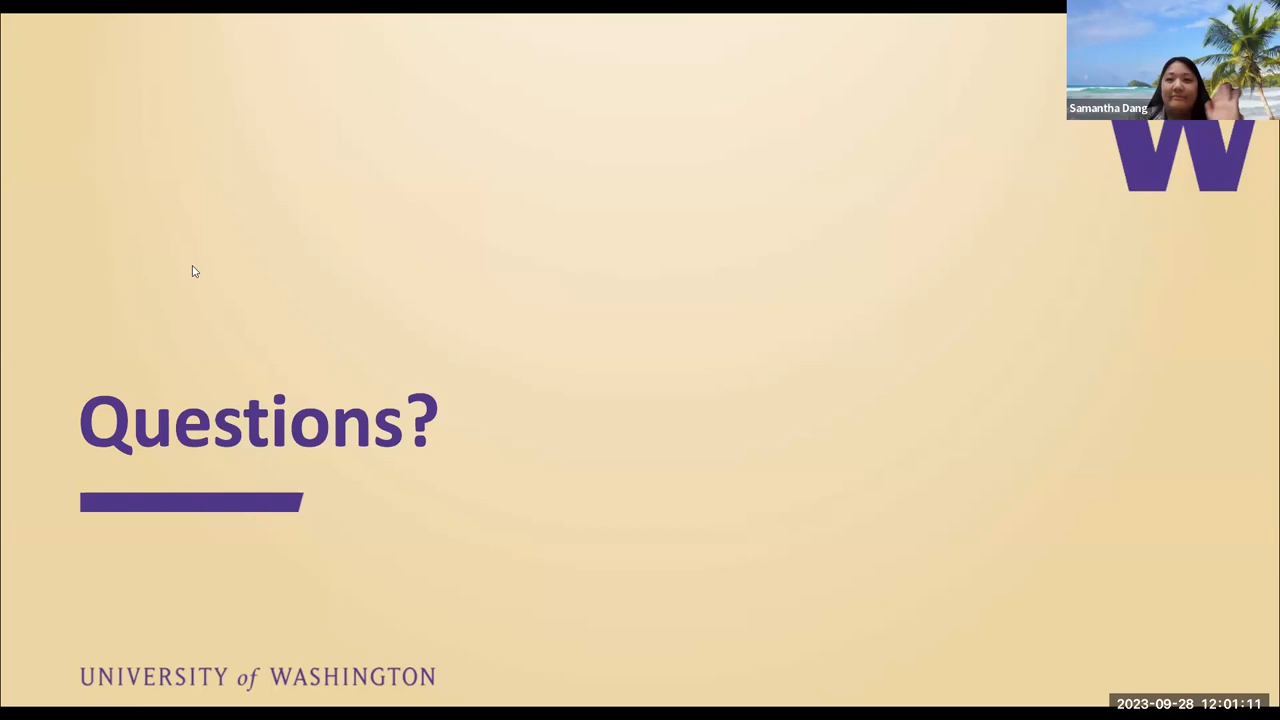 Samantha Dang
W
Questions?
UNIVERSITY of WASHINGTON
2023-09-28 12:01:11